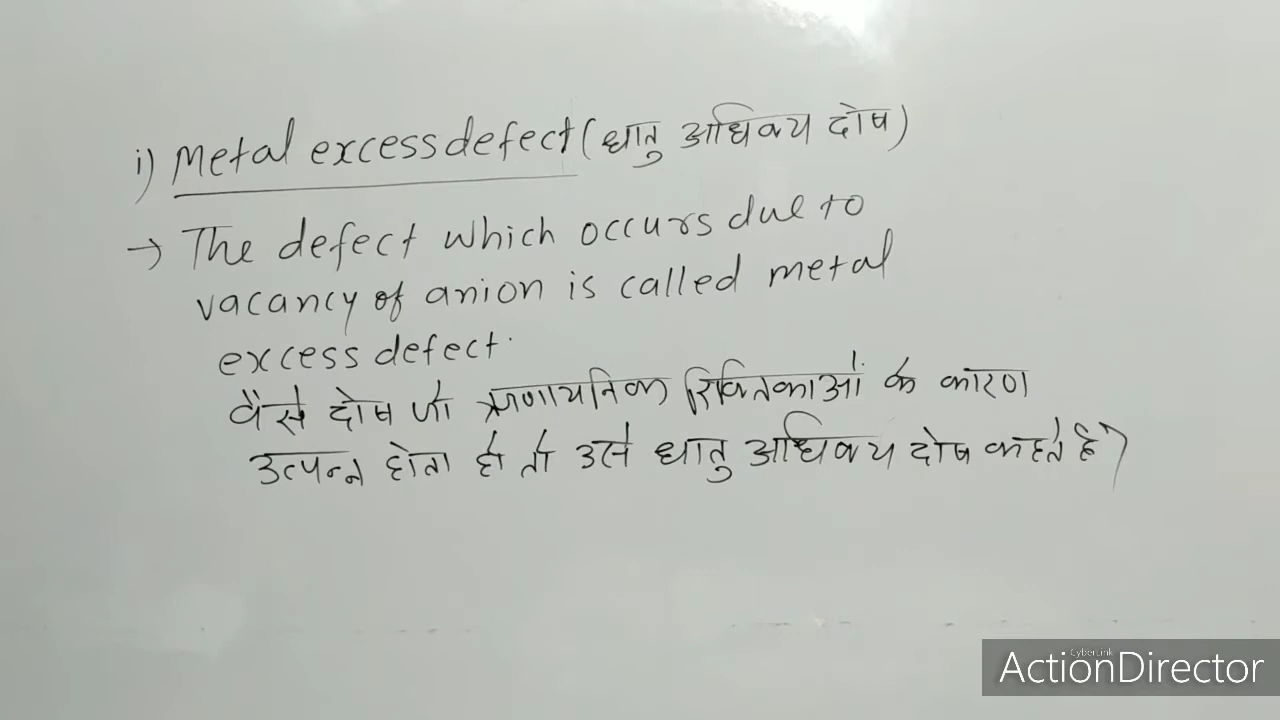 i) Metal excess defect (धातु आधिक्य दोष)
→ The defect which occurs due to
vacancy of anion is called metal
excess defect.
वैसे दोष जो ऋणायनिक रिक्तिकाओं के कारण
उत्पन्न होता हो तो उसे धातु आधिक्य दोष कहते है
CyberLink
ActionDirector